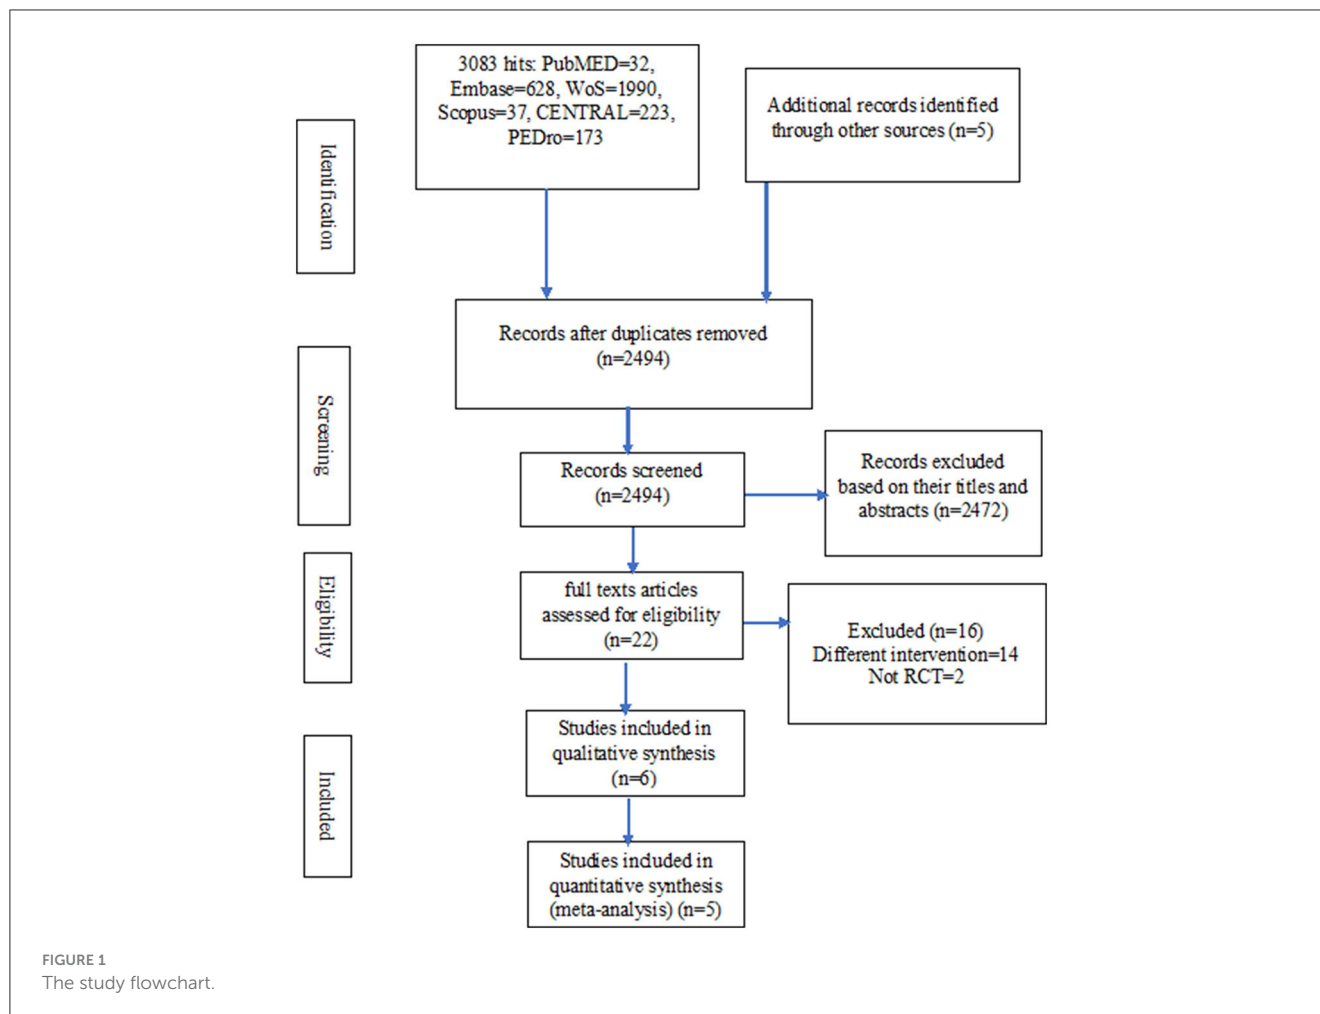 3083 hits: PubMED=32,
Embase=628, WoS=1990,
Scopus=37, CENTRAL=223,
PEDro=173
Additional records identified
through other sources (n=5)
Identification
Records after duplicates removed
(n=2494)
Screening
Records screened
(n=2494)
Records excluded
based on their titles and
abstracts (n=2472)
Eligibility
full texts articles
assessed for eligibility
(n=22)
Excluded (n=16)
Different intervention=14
Not RCT=2
Included
Studies included in
qualitative synthesis
(n=6)
Studies included in
quantitative synthesis
(meta-analysis) (n=5)
FIGURE 1
The study flowchart.